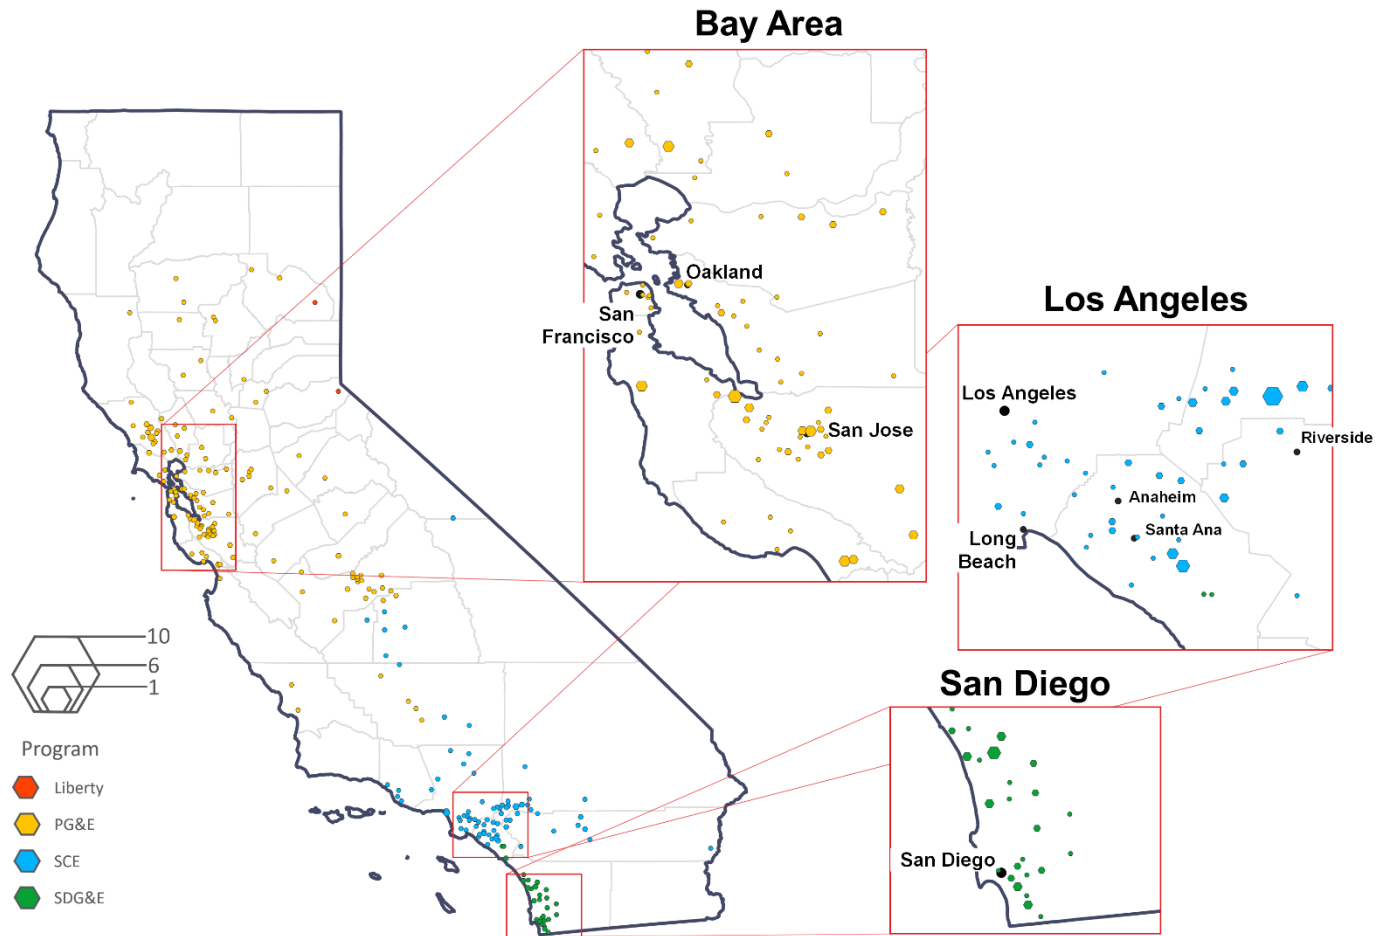 Bay Area
Oakland
San
Francisco
San Jose
Los Angeles
Los Angeles
Riverside
Anaheim
Santa Ana
Long
Beach
San Diego
San Diego
10
6
1
Program
Liberty
PG&E
SCE
SDG&E